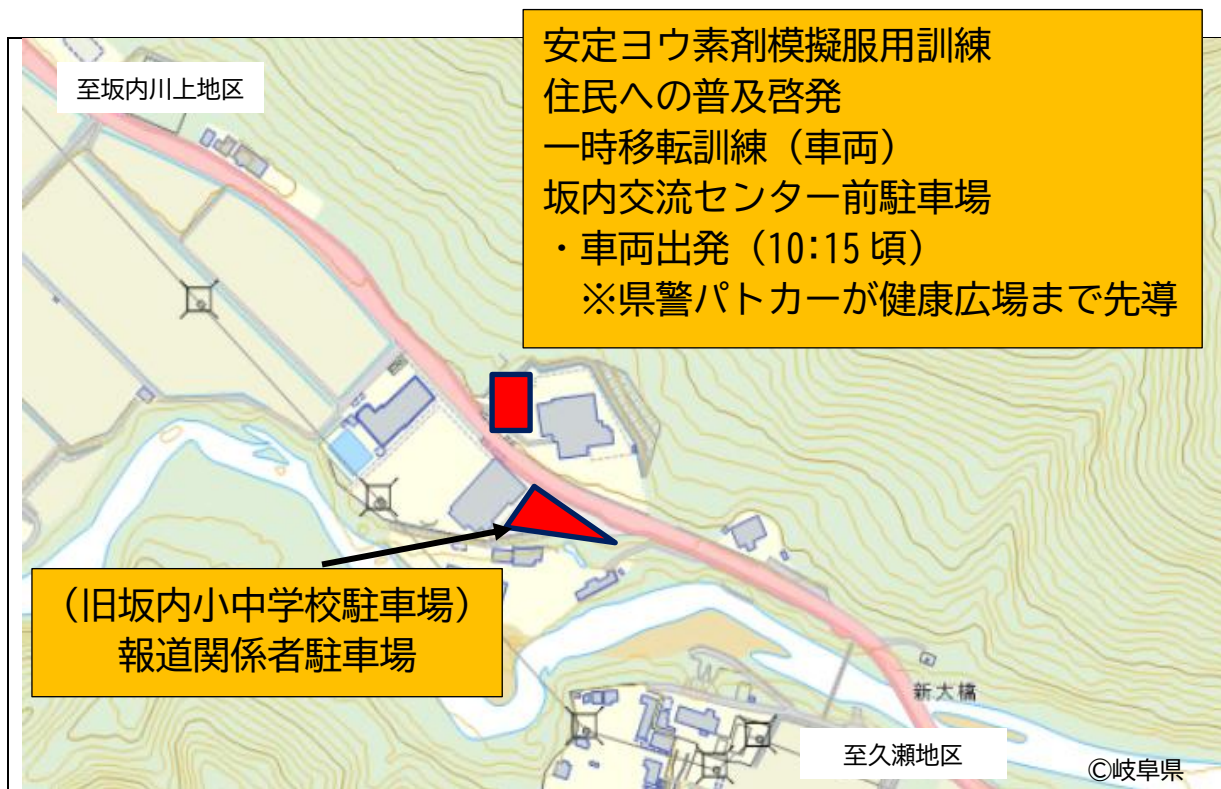 安定ヨウ素剤模擬服用訓練
住民への普及啓発
一時移転訓練（車両）
坂内交流センター前駐車場
・車両出発（10:15頃）
※県警パトカーが健康広場まで先導
至坂内川上地区
（旧坂内小中学校駐車場）
報道関係者駐車場
新大橋
至久瀬地区
©岐阜県